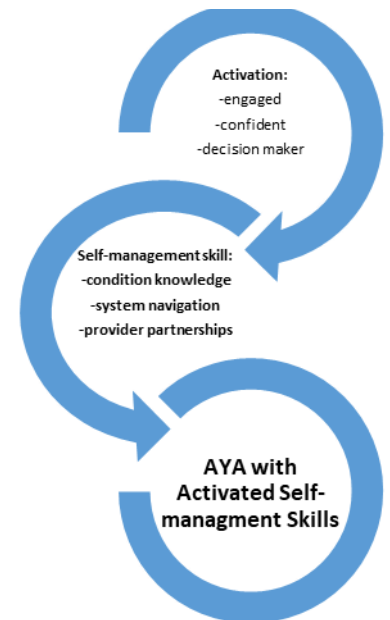 Activation:
-engaged
-confident
-decision maker
Self-management skill:
-condition knowledge
-system navigation
-provider partnerships
AYA with
Activated Self-
managment Skills